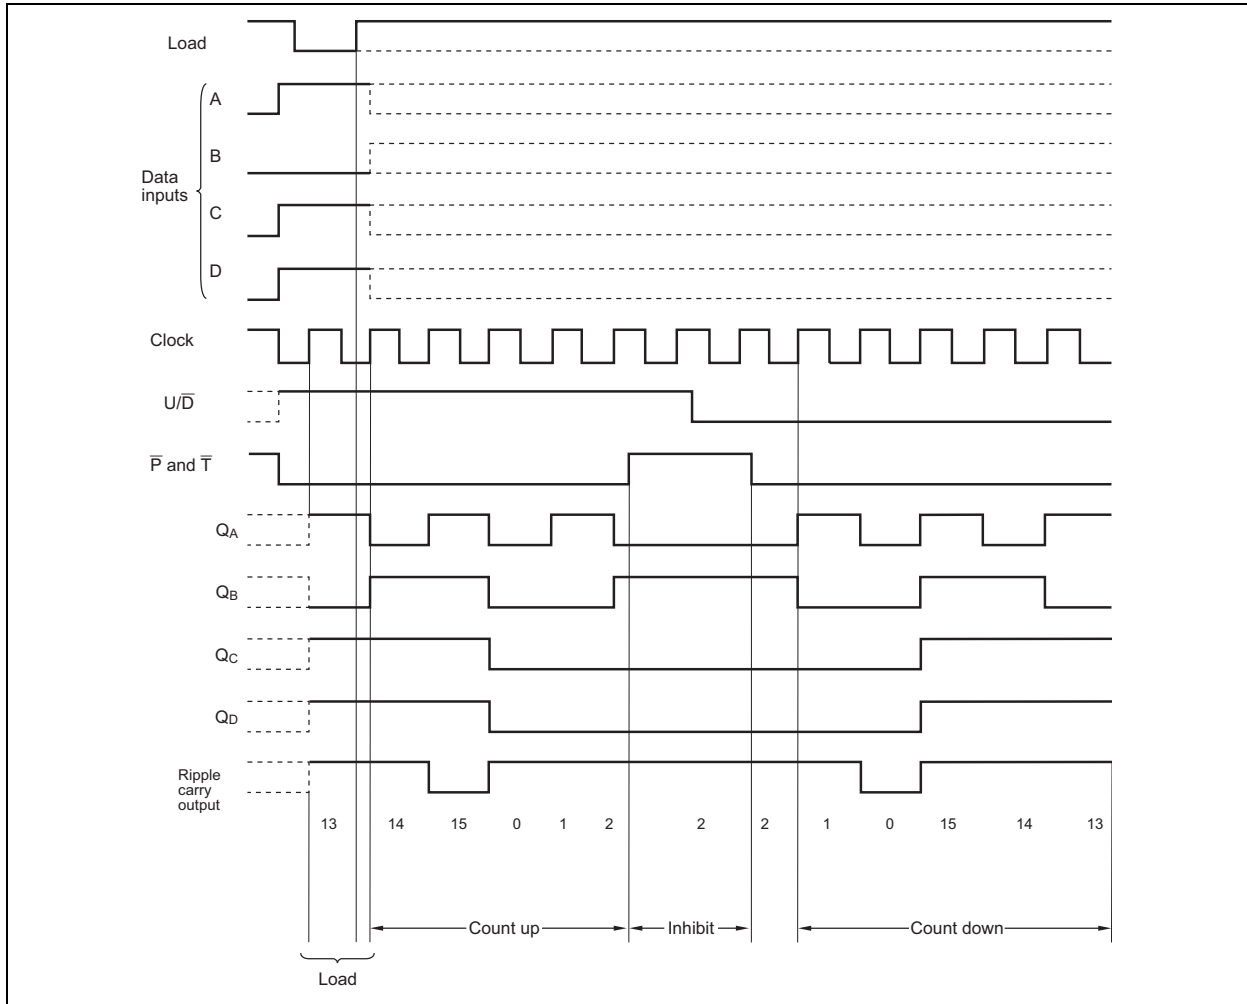 Load
A
B
Data
inputs
C
D
Clock
U/D̅
P̅ and T̅
QA
QB
QC
QD
Ripple
carry
output
13 14 15 0 1 2 2 2 1 0 15 14 13
Count up Inhibit Count down
Load